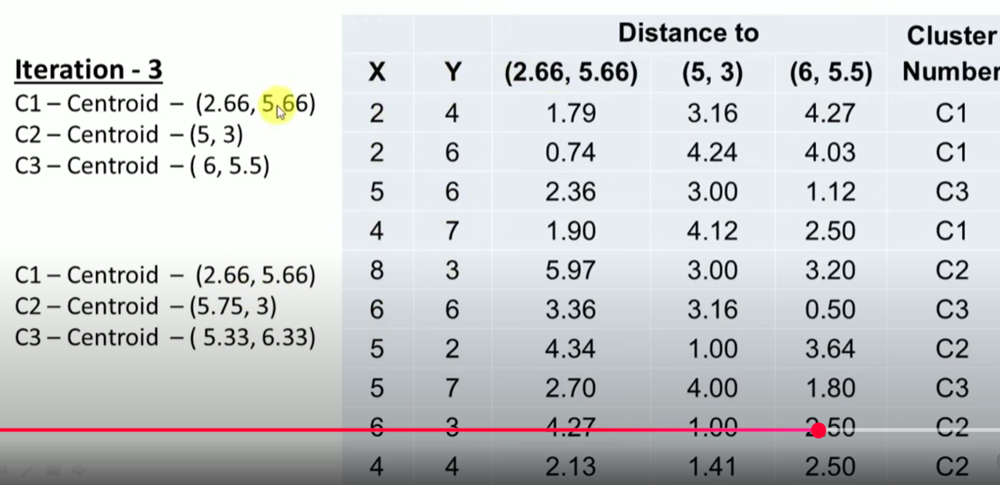 Iteration - 3
C1 – Centroid – (2.66, 5.66)
C2 – Centroid – (5, 3)
C3 – Centroid – ( 6, 5.5)
C1 – Centroid – (2.66, 5.66)
C2 – Centroid – (5.75, 3)
C3 – Centroid – ( 5.33, 6.33)
Distance to Cluster
X Y (2.66, 5.66) (5, 3) (6, 5.5) Number
2 4 1.79 3.16 4.27 C1
2 6 0.74 4.24 4.03 C1
5 6 2.36 3.00 1.12 C3
4 7 1.90 4.12 2.50 C1
8 3 5.97 3.00 3.20 C2
6 6 3.36 3.16 0.50 C3
5 2 4.34 1.00 3.64 C2
5 7 2.70 4.00 1.80 C3
6 3 4.27 1.00 2.50 C2
4 4 2.13 1.41 2.50 C2